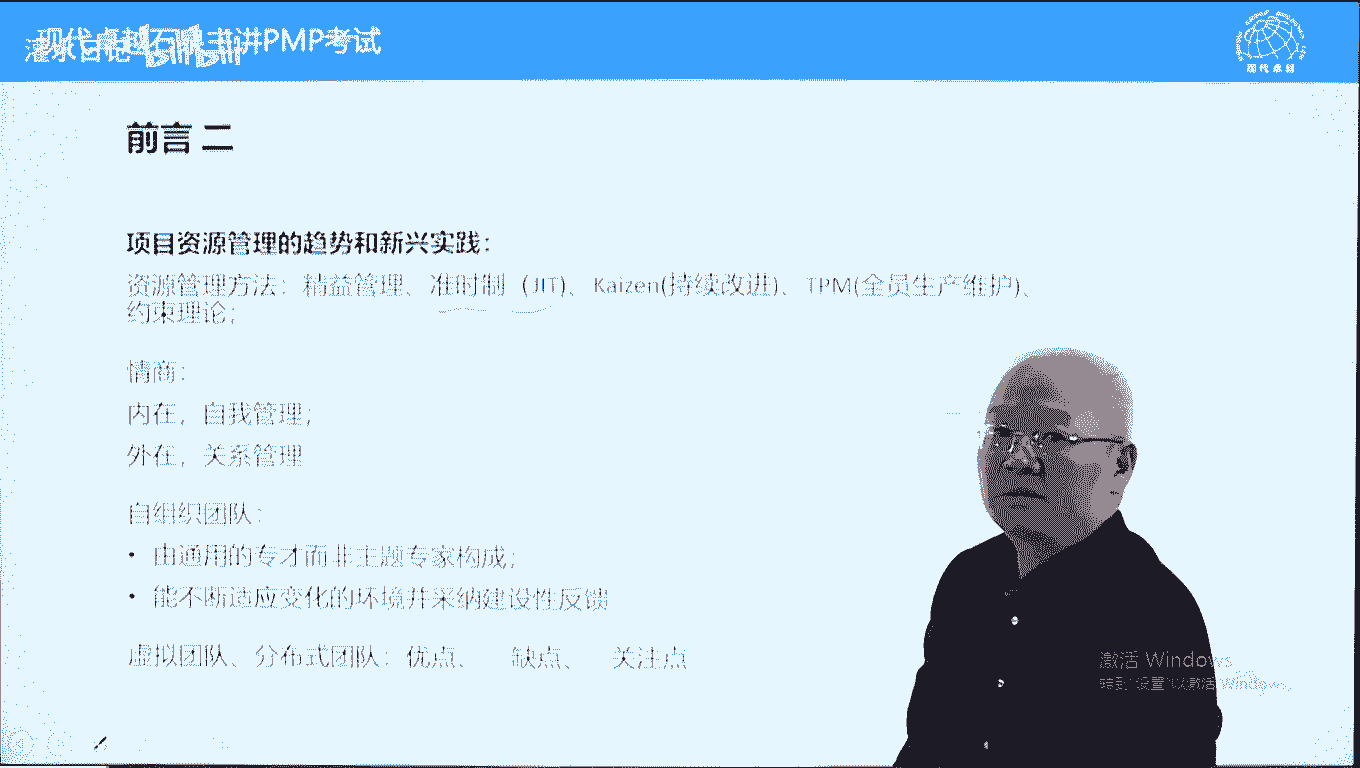 现代卓越石讲PMP考试
bilibili
现代卓越
前言 二
项目资源管理的趋势和新兴实践：
资源管理方法：精益管理、准时制（JIT）、Kaizen(持续改进)、TPM(全员生产维护)、
约束理论；
情商：
内在，自我管理；
外在，关系管理
自组织团队：
• 由通用的专才而非主题专家构成；
• 能不断适应变化的环境并采纳建设性反馈
虚拟团队、分布式团队：优点、 缺点、 关注点
激活 Windows
转到"设置"以激活 Windows。